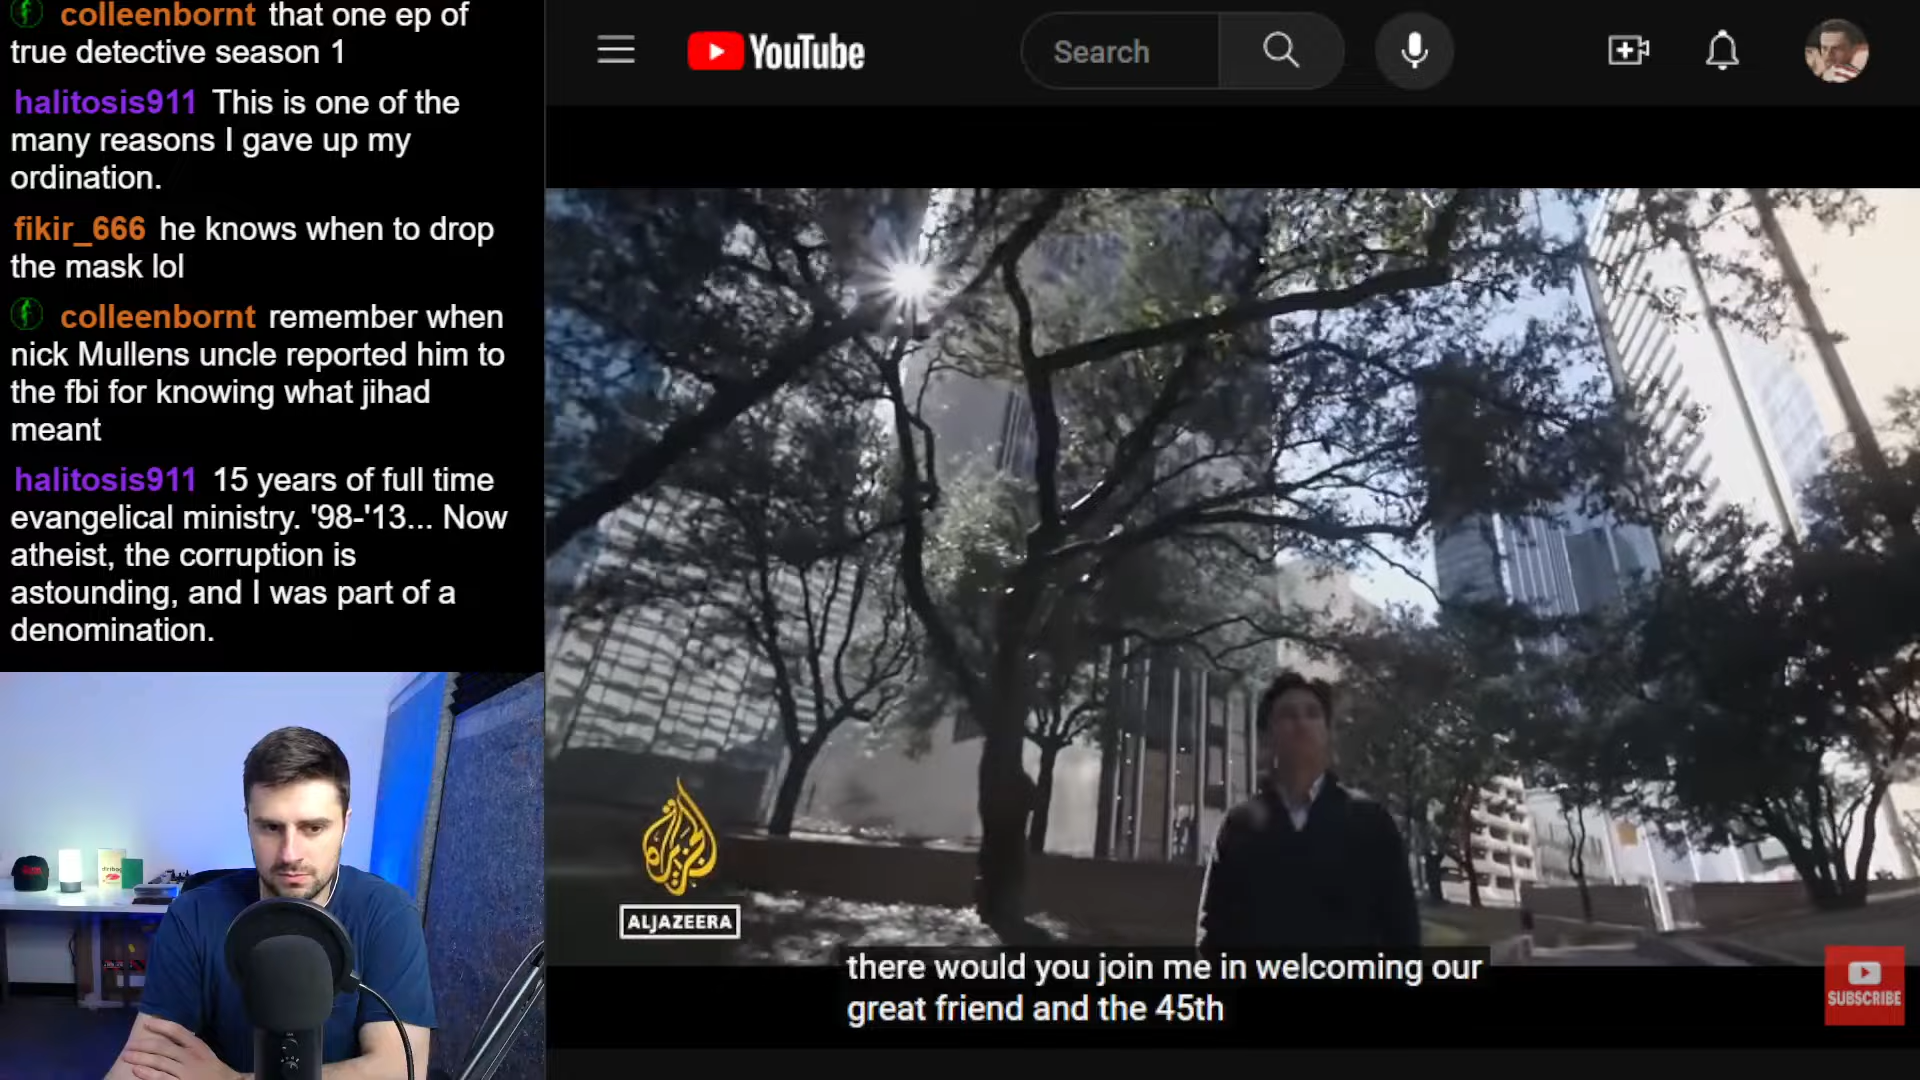 colleenbornt that one ep of
true detective season 1
halitosis911 This is one of the
many reasons I gave up my
ordination.
fikir_666 he knows when to drop
the mask lol
colleenbornt remember when
nick Mullens uncle reported him to
the fbi for knowing what jihad
meant
halitosis911 15 years of full time
evangelical ministry. '98-'13... Now
atheist, the corruption is
astounding, and I was part of a
denomination.
YouTube
Search
ALJAZEERA
there would you join me in welcoming our
great friend and the 45th
SUBSCRIBE